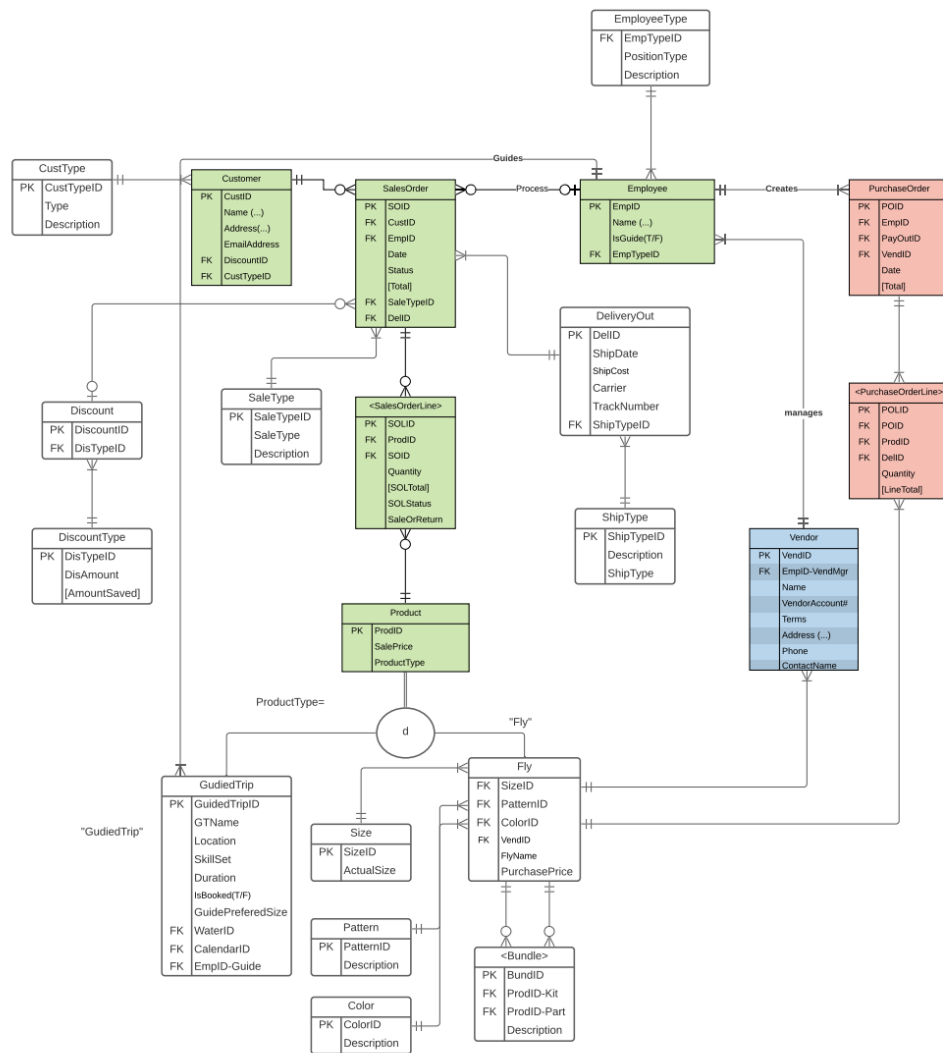 EmployeeType
FK EmpTypeID
PositionType
Description
Guides
CustType
PK CustTypeID
Type
Description
Customer
PK CustID
Name (...)
Address(...)
EmailAddress
FK DiscountID
FK CustTypeID
SalesOrder
PK SOID
FK CustID
FK EmpID
Date
Status
[Total]
FK SaleTypeID
FK DelID
Process
Employee
PK EmpID
Name (...)
IsGuide(T/F)
FK EmpTypeID
Creates
PurchaseOrder
PK POID
FK EmpID
FK PayOutID
FK VendID
Date
[Total]
DeliveryOut
PK DelID
ShipDate
ShipCost
Carrier
TrackNumber
FK ShipTypeID
SaleType
PK SaleTypeID
SaleType
Description
Discount
PK DiscountID
FK DisTypeID
<SalesOrderLine>
PK SOLID
FK ProdID
FK SOID
Quantity
[SOLTotal]
SOLStatus
SaleOrReturn
manages
<PurchaseOrderLine>
PK POLID
FK POID
FK ProdID
FK DelID
Quantity
[LineTotal]
DiscountType
PK DisTypeID
DisAmount
[AmountSaved]
ShipType
PK ShipTypeID
Description
ShipType
Vendor
PK VendID
FK EmpID-VendMgr
Name
VendorAccount#
Terms
Address (...)
Phone
ContactName
Product
PK ProdID
SalePrice
ProductType
ProductType=
d
"Fly"
"GudiedTrip"
GudiedTrip
PK GuidedTripID
GTName
Location
SkillSet
Duration
IsBooked(T/F)
GuidePreferedSize
FK WaterID
FK CalendarID
FK EmpID-Guide
Fly
FK SizeID
FK PatternID
FK ColorID
FK VendID
FlyName
PurchasePrice
Size
PK SizeID
ActualSize
Pattern
PK PatternID
Description
Color
PK ColorID
Description
<Bundle>
PK BundID
FK ProdID-Kit
FK ProdID-Part
Description